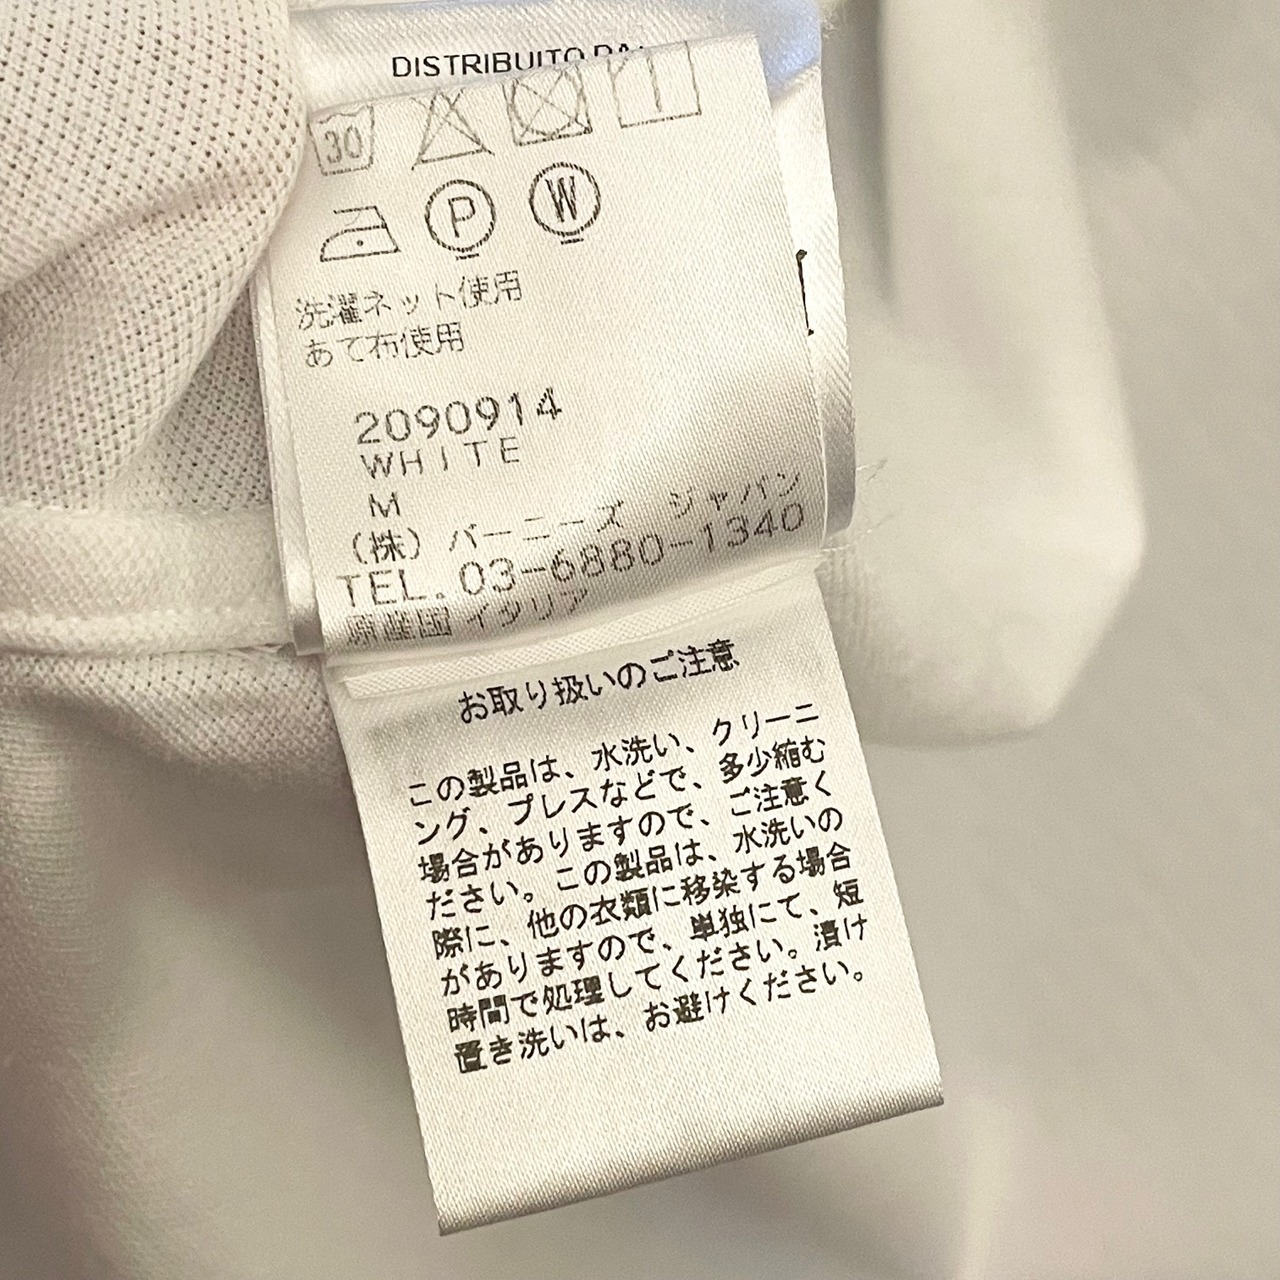 DISTRIBUITO DA
30
P
W
洗濯ネット使用
あて布使用
2090914
WHITE
M
(株) バーニーズ ジャパン
TEL.03-6880-1340
原産国 イタリア
お取り扱いのご注意
この製品は、水洗い、クリーニ
ング、プレスなどで、多少縮む
場合がありますので、ご注意く
ださい。この製品は、水洗いの
際に、他の衣類に移染する場合
がありますので、単独にて、短
時間で処理してください。漬け
置き洗いは、お避けください。